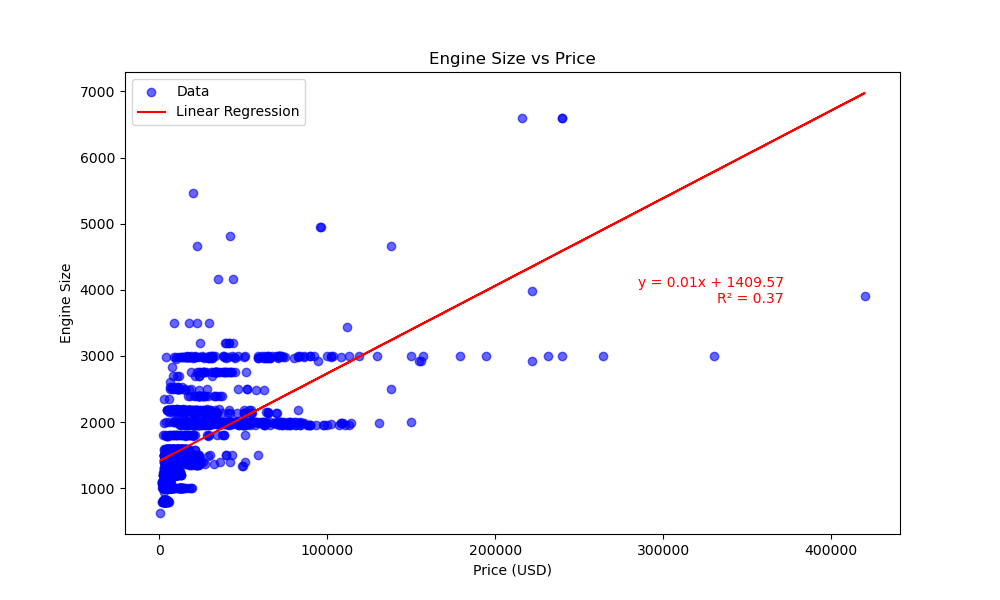 Engine Size vs Price
Data
Linear Regression
7000
6000
5000
4000
3000
2000
1000
Engine Size
y = 0.01x + 1409.57
R² = 0.37
0
100000
200000
300000
400000
Price (USD)